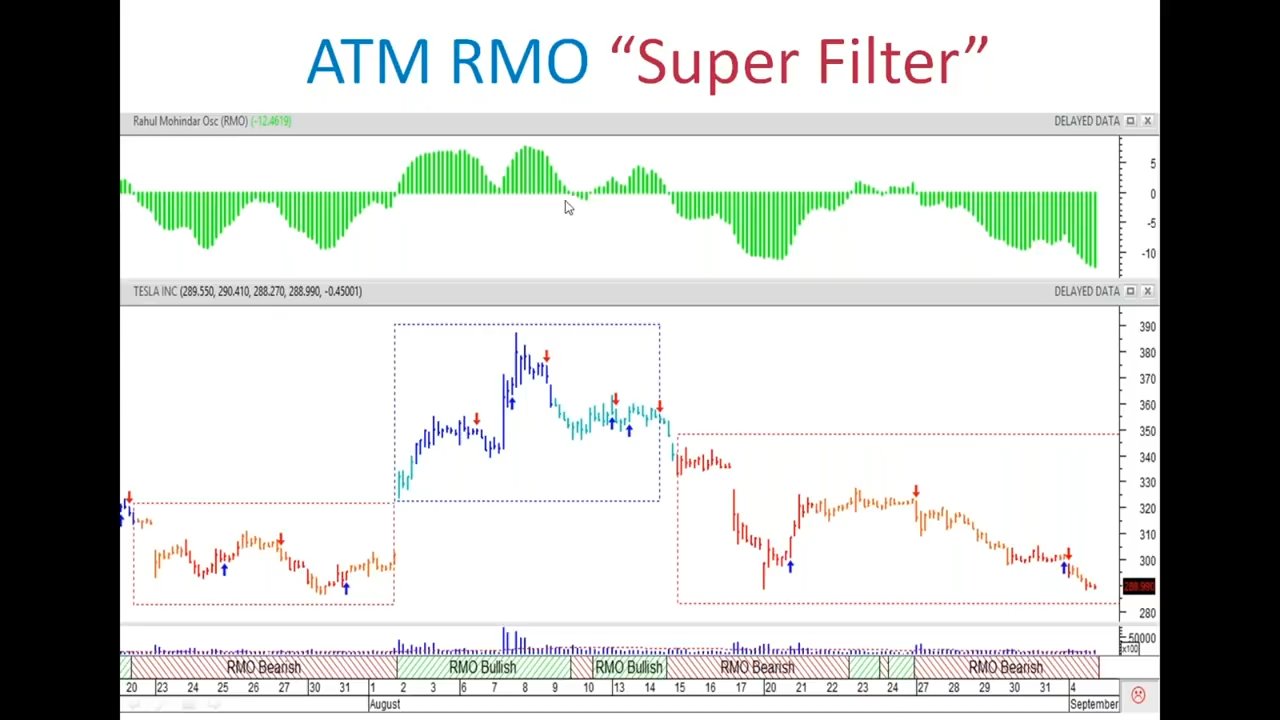 ATM RMO “Super Filter”
Rahul Mohindar Osc (RMO) (-12.4619) DELAYED DATA
5
0
-5
-10
TESLA INC (289.550, 290.410, 288.270, 288.990, -0.45001) DELAYED DATA
390
380
370
360
350
340
330
320
310
300
288.990
280
50000
x100
RMO Bearish RMO Bullish RMO Bullish RMO Bearish RMO Bearish
20 23 24 25 26 27 30 31 1 2 3 6 7 8 9 10 13 14 15 16 17 20 21 22 23 24 27 28 29 30 31 4
August September